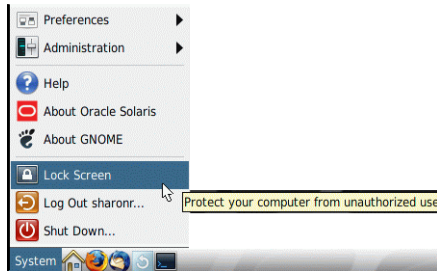 Preferences
Administration
Help
About Oracle Solaris
About GNOME
Lock Screen
Log Out sharonr...
Protect your computer from unauthorized use
Shut Down...
System